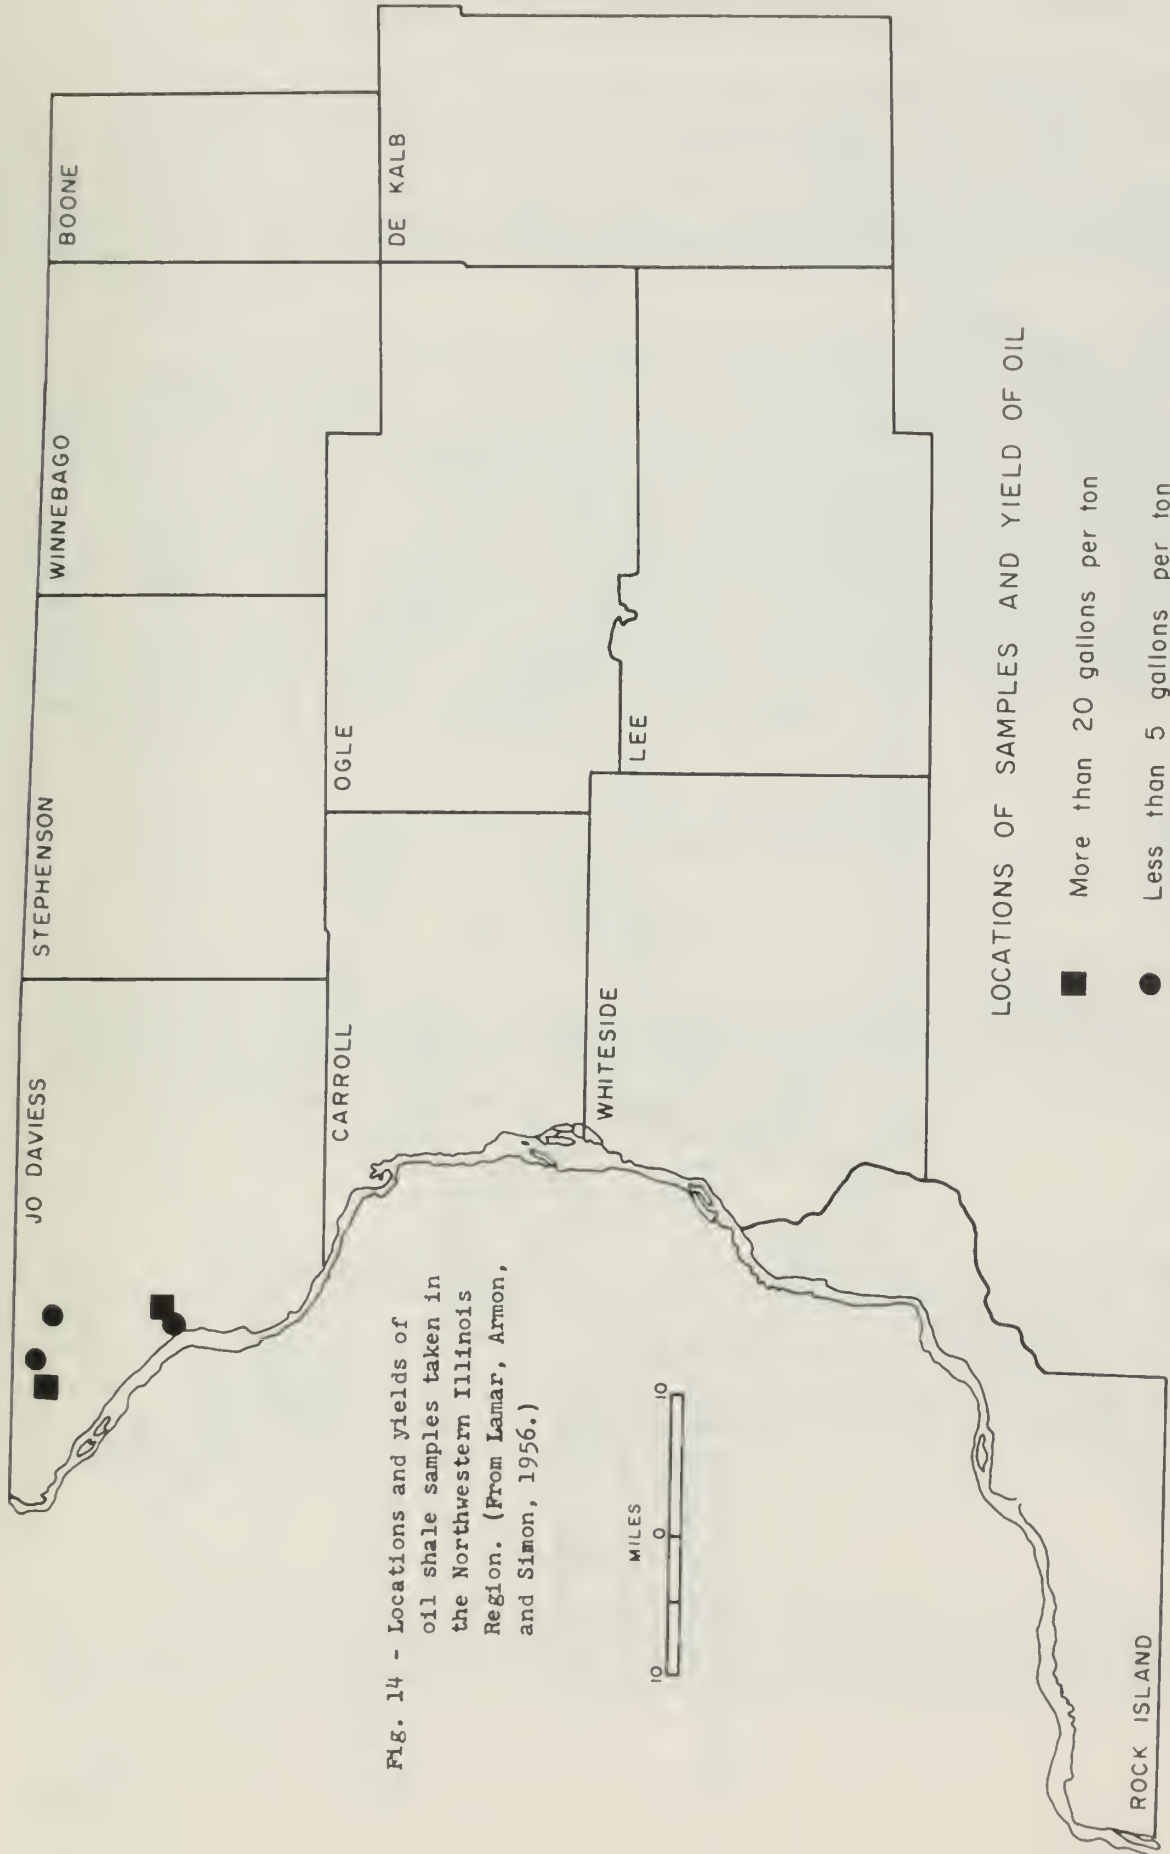 JO DAVIESS
STEPHENSON
WINNEBAGO
BOONE
CARROLL
OGLE
DE KALB
WHITESIDE
LEE
ROCK ISLAND
Fig. 14 - Locations and yields of
oil shale samples taken in
the Northwestern Illinois
Region. (From Lamar, Armon,
and Simon, 1956.)
MILES
10 0 10
LOCATIONS OF SAMPLES AND YIELD OF OIL
More than 20 gallons per ton
Less than 5 gallons per ton